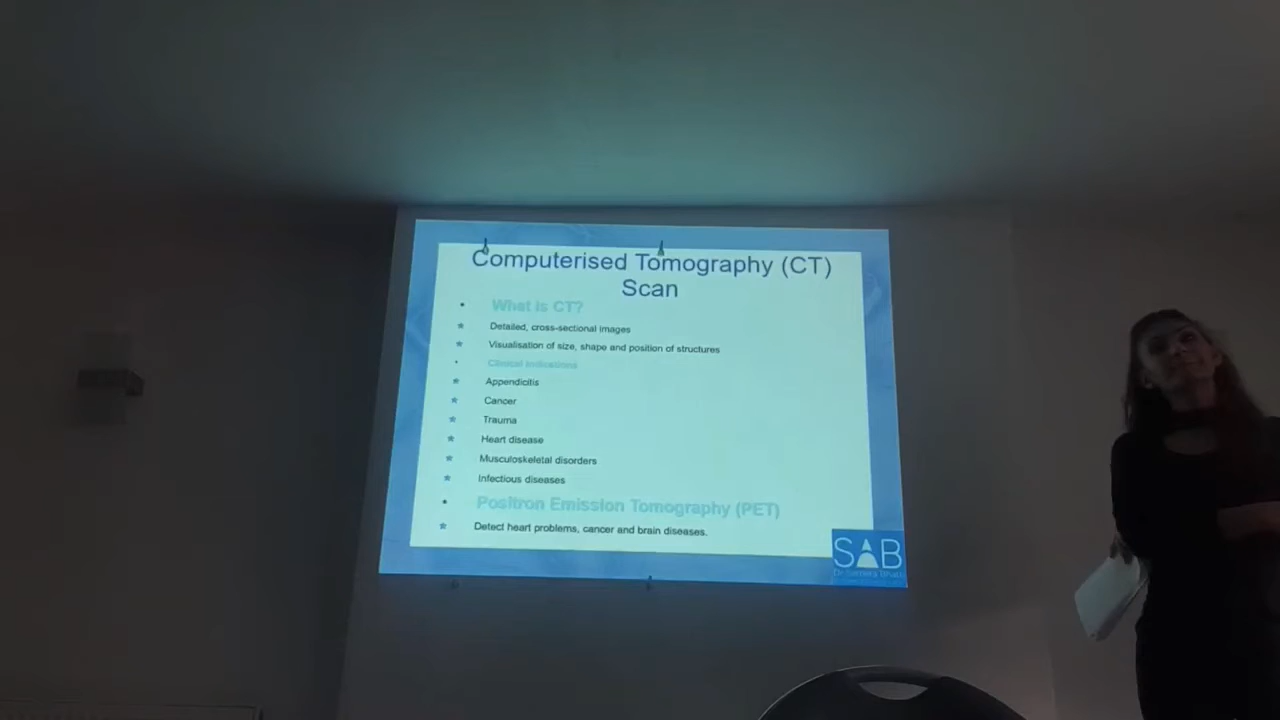 Computerised Tomography (CT)
Scan
What is CT?
Detailed, cross-sectional images
Visualisation of size, shape and position of structures
Clinical Indications
Appendicitis
Cancer
Trauma
Heart disease
Musculoskeletal disorders
Infectious diseases
Positron Emission Tomography (PET)
Detect heart problems, cancer and brain diseases.
SAB